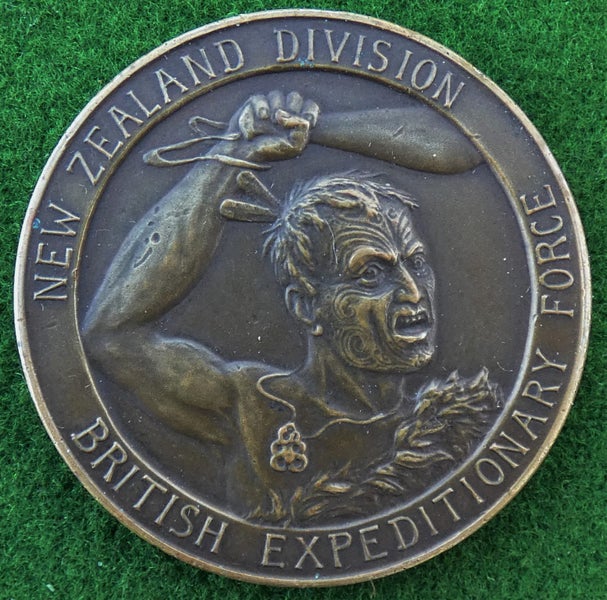 NEW ZEALAND DIVISION
BRITISH EXPEDITIONARY FORCE